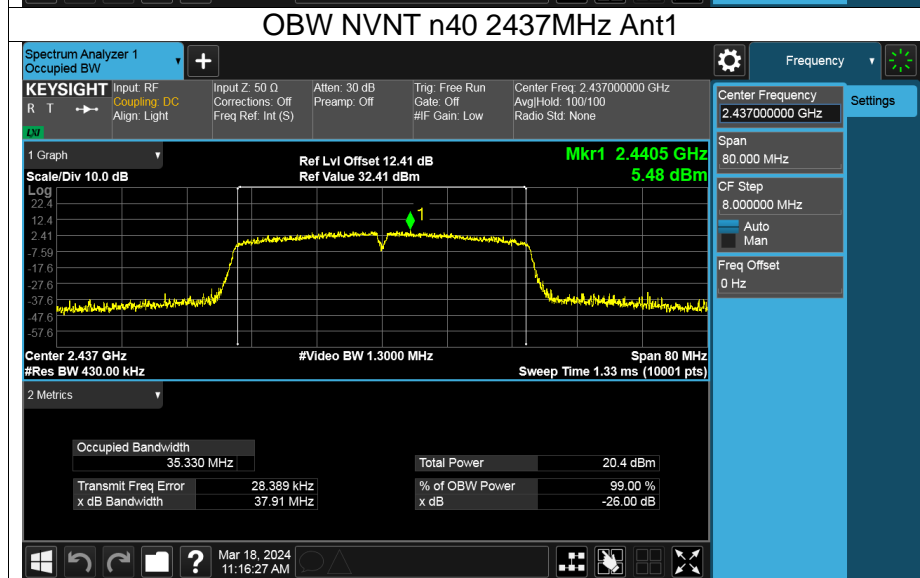 OBW NVNT n40 2437MHz Ant1
Spectrum Analyzer 1
Occupied BW
+
Frequency
KEYSIGHT
R T
LXI
Input: RF
Coupling: DC
Align: Light
Input Z: 50 Ω
Corrections: Off
Freq Ref: Int (S)
Atten: 30 dB
Preamp: Off
Trig: Free Run
Gate: Off
#IF Gain: Low
Center Freq: 2.437000000 GHz
Avg|Hold: 100/100
Radio Std: None
Center Frequency
2.437000000 GHz
Settings
Span
80.000 MHz
CF Step
8.000000 MHz
Auto
Man
Freq Offset
0 Hz
1 Graph
Scale/Div 10.0 dB
Ref Lvl Offset 12.41 dB
Ref Value 32.41 dBm
Mkr1 2.4405 GHz
5.48 dBm
Log
22.4
12.4
2.41
-7.59
-17.6
-27.6
-37.6
-47.6
-57.6
1
Center 2.437 GHz
#Res BW 430.00 kHz
#Video BW 1.3000 MHz
Span 80 MHz
Sweep Time 1.33 ms (10001 pts)
2 Metrics
Occupied Bandwidth
35.330 MHz
Total Power 20.4 dBm
Transmit Freq Error 28.389 kHz
% of OBW Power 99.00 %
x dB Bandwidth 37.91 MHz
x dB -26.00 dB
?
Mar 18, 2024
11:16:27 AM